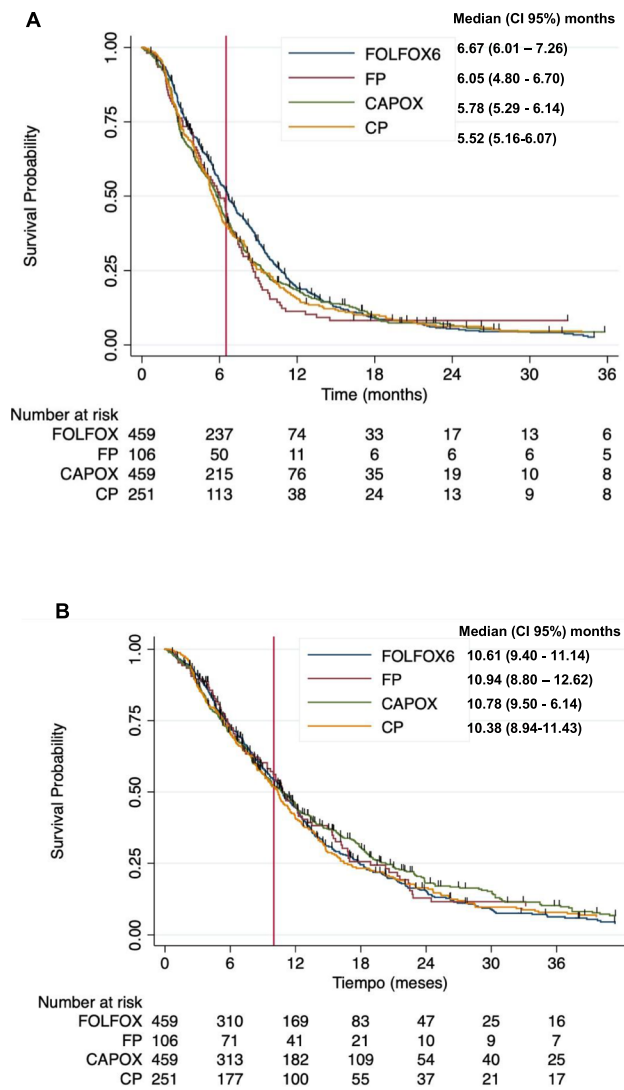 A
Median (CI 95%) months
FOLFOX6 6.67 (6.01 – 7.26)
FP 6.05 (4.80 - 6.70)
CAPOX 5.78 (5.29 - 6.14)
CP 5.52 (5.16-6.07)
Survival Probability
1.00
0.75
0.50
0.25
0.00
0 6 12 18 24 30 36
Time (months)
Number at risk
FOLFOX 459 237 74 33 17 13 6
FP 106 50 11 6 6 6 5
CAPOX 459 215 76 35 19 10 8
CP 251 113 38 24 13 9 8
B
Median (CI 95%) months
FOLFOX6 10.61 (9.40 - 11.14)
FP 10.94 (8.80 – 12.62)
CAPOX 10.78 (9.50 - 6.14)
CP 10.38 (8.94-11.43)
Survival Probability
1.00
0.75
0.50
0.25
0.00
0 6 12 18 24 30 36
Tiempo (meses)
Number at risk
FOLFOX 459 310 169 83 47 25 16
FP 106 71 41 21 10 9 7
CAPOX 459 313 182 109 54 40 25
CP 251 177 100 55 37 21 17